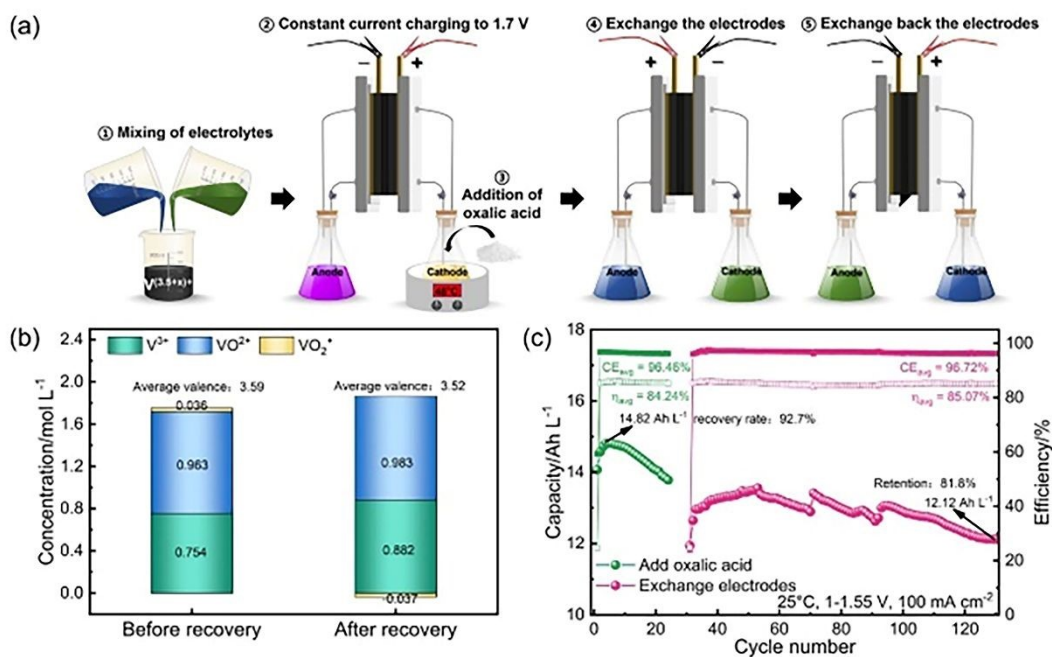 (a)
② Constant current charging to 1.7 V
④ Exchange the electrodes
⑤ Exchange back the electrodes
− +
+ −
− +
① Mixing of electrolytes
③
Addition of
oxalic acid
V(3.5+x)+
Anode
Cathode
48°C
Anode
Cathode
Anode
Cathode
(b)
V³⁺ VO²⁺ VO₂⁺
Concentration/mol L⁻¹
2.4
2.0
1.6
1.2
0.8
0.4
0.0
Average valence: 3.59
Average valence: 3.52
0.036
0.963
0.754
0.983
0.882
-0.037
Before recovery
After recovery
(c)
Capacity/Ah L⁻¹
18
16
14
12
10
CEavg = 96.46%
ηavg = 84.24%
CEavg = 96.72%
ηavg = 85.07%
14.82 Ah L⁻¹ recovery rate: 92.7%
Retention: 81.8%
12.12 Ah L⁻¹
Add oxalic acid
Exchange electrodes
25°C, 1-1.55 V, 100 mA cm⁻²
0 20 40 60 80 100 120
Cycle number
100
80
60
40
20
0
Efficiency/%